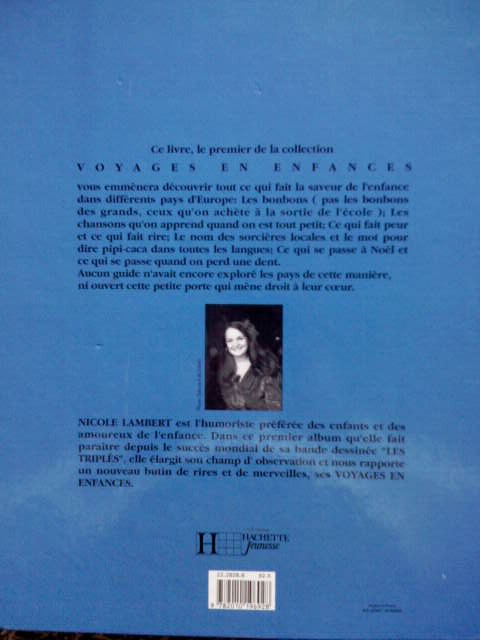 Ce livre, le premier de la collection
VOYAGES EN ENFANCES
vous emmènera découvrir tout ce qui fait la saveur de l'enfance
dans différents pays d'Europe: Les bonbons ( pas les bonbons
des grands, ceux qu'on achète à la sortie de l'école ); Les
chansons qu'on apprend quand on est tout petit; Ce qui fait peur
et ce qui fait rire; Le nom des sorcières locales et le mot pour
dire pipi-caca dans toutes les langues; Ce qui se passe à Noël et
ce qui se passe quand on perd une dent.
Aucun guide n'avait encore exploré les pays de cette manière,
ni ouvert cette petite porte qui mène droit à leur cœur.
NICOLE LAMBERT est l'humoriste préférée des enfants et des
amoureux de l'enfance. Dans ce premier album qu'elle fait
paraître depuis le succès mondial de sa bande dessinée "LES
TRIPLÉS", elle élargit son champ d' observation et nous rapporte
un nouveau butin de rires et de merveilles, ses VOYAGES EN
ENFANCES.
H HACHETTE
Jeunesse